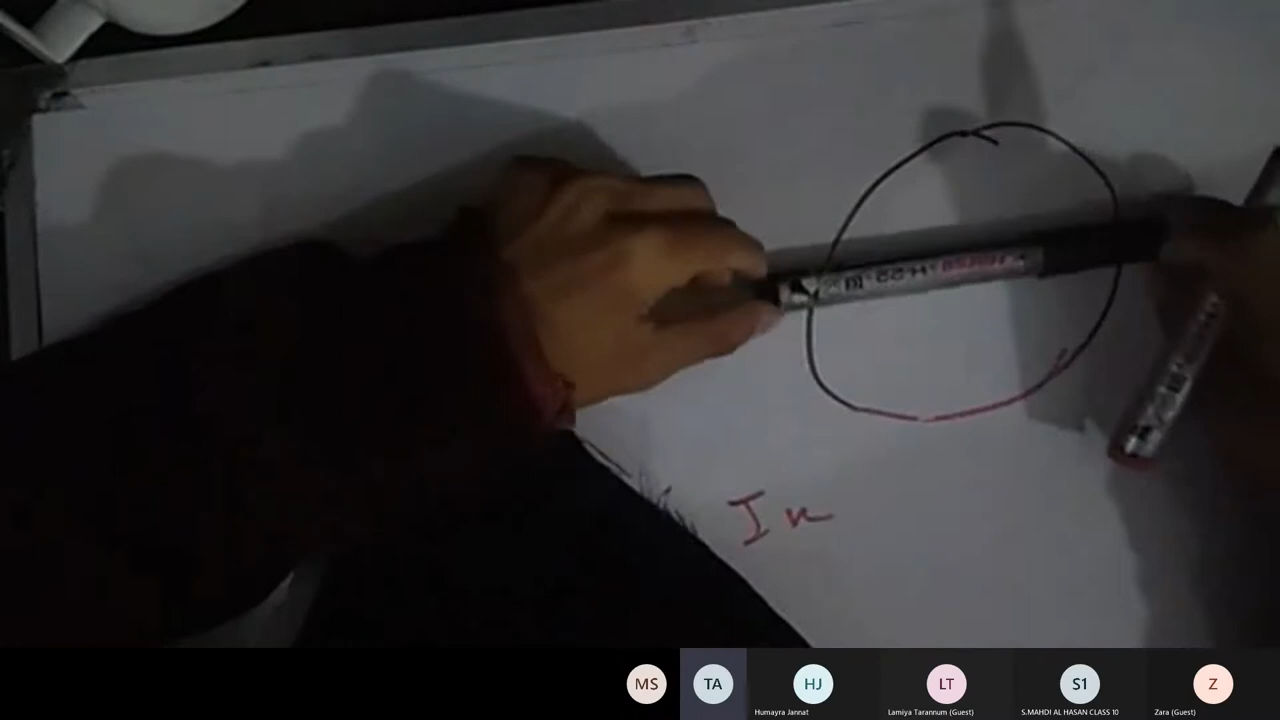 In
MS
TA
HJ
LT
S1
Z
Humayra Jannat
Lamiya Tarannum (Guest)
S.MAHDI AL HASAN CLASS 10
Zara (Guest)